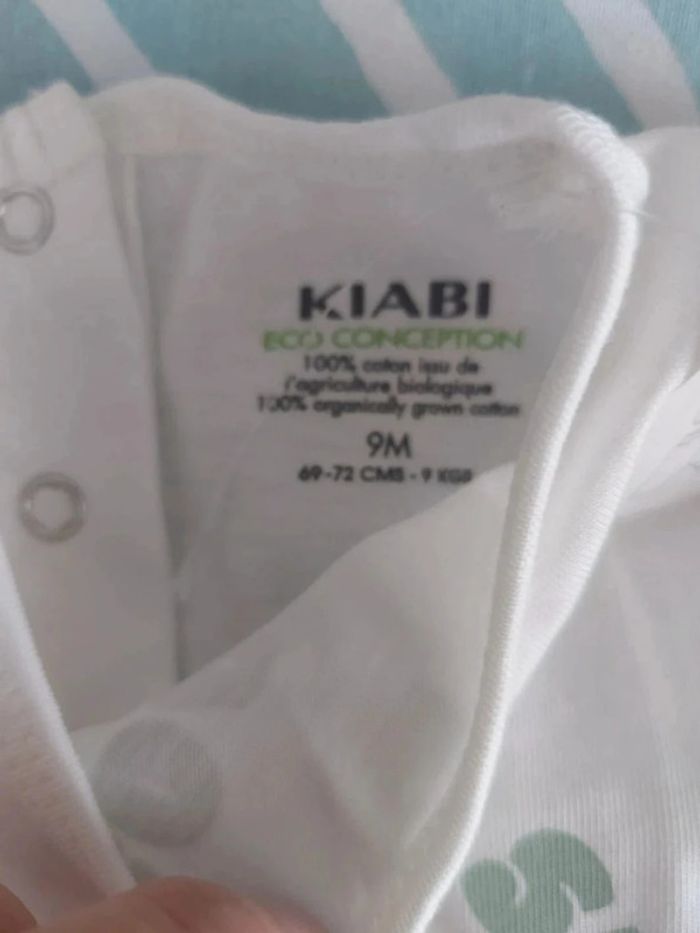 KIABI
ECO CONCEPTION
100% coton issu de
l'agriculture biologique
100% organically grown cotton
9M
69-72 CMS - 9 KGS
S